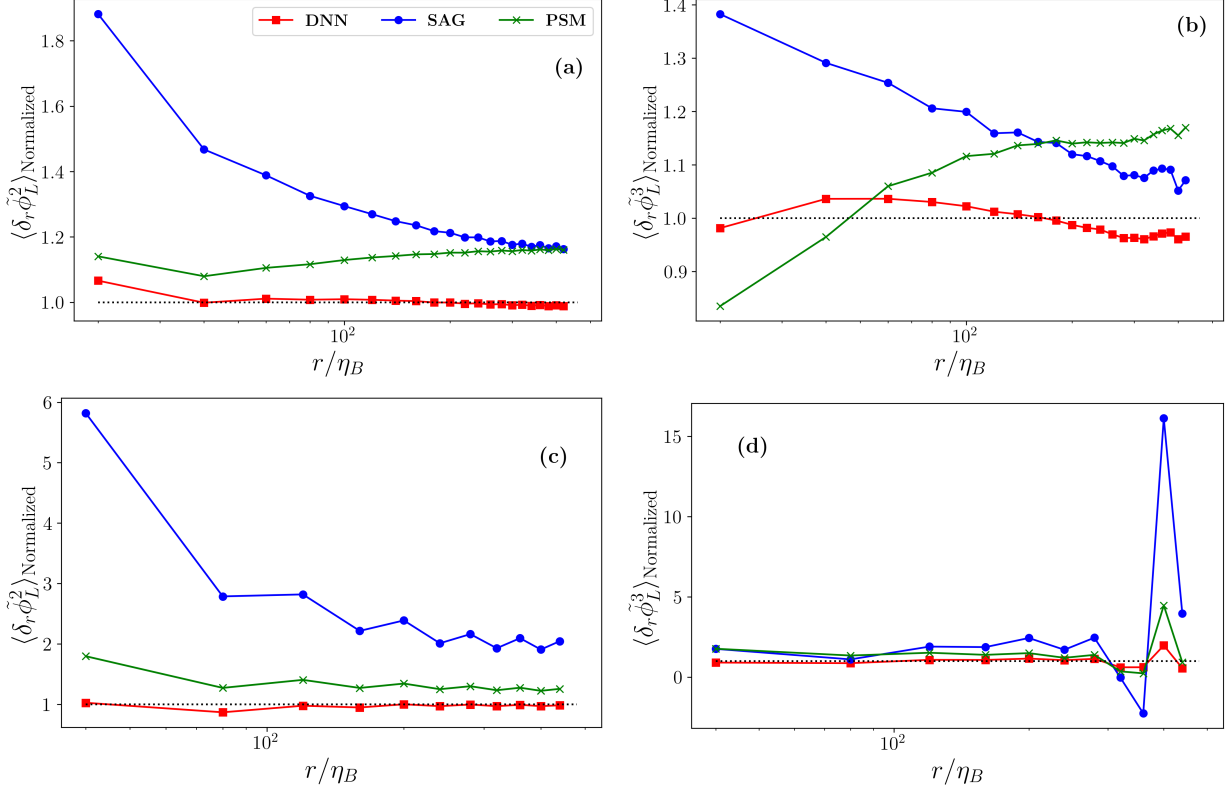 DNN SAG PSM
(a)
1.8
1.6
1.4
1.2
1.0
⟨δ_r φ̃_L^2⟩_Normalized
10^2
r/η_B
(b)
1.4
1.3
1.2
1.1
1.0
0.9
⟨δ_r φ̃_L^3⟩_Normalized
10^2
r/η_B
(c)
6
5
4
3
2
1
⟨δ_r φ̃_L^2⟩_Normalized
10^2
r/η_B
(d)
15
10
5
0
⟨δ_r φ̃_L^3⟩_Normalized
10^2
r/η_B